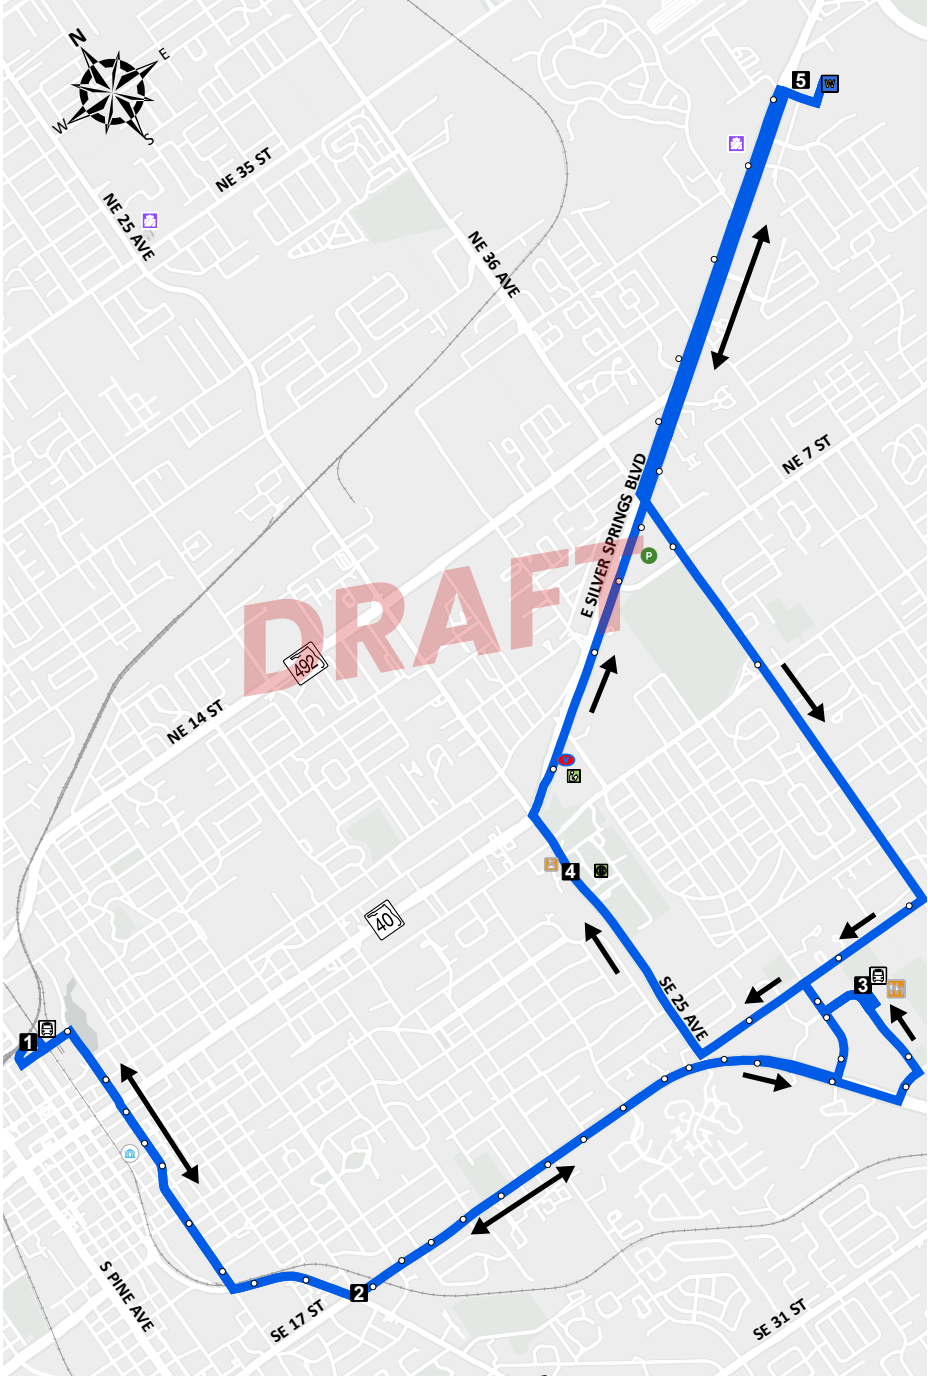 5
N
E
W
S
NE 35 ST
NE 25 AVE
NE 36 AVE
NE 7 ST
E SILVER SPRINGS BLVD
P
DRAFT
492
NE 14 ST
4
40
3
SE 25 AVE
1
2
S PINE AVE
SE 17 ST
SE 31 ST